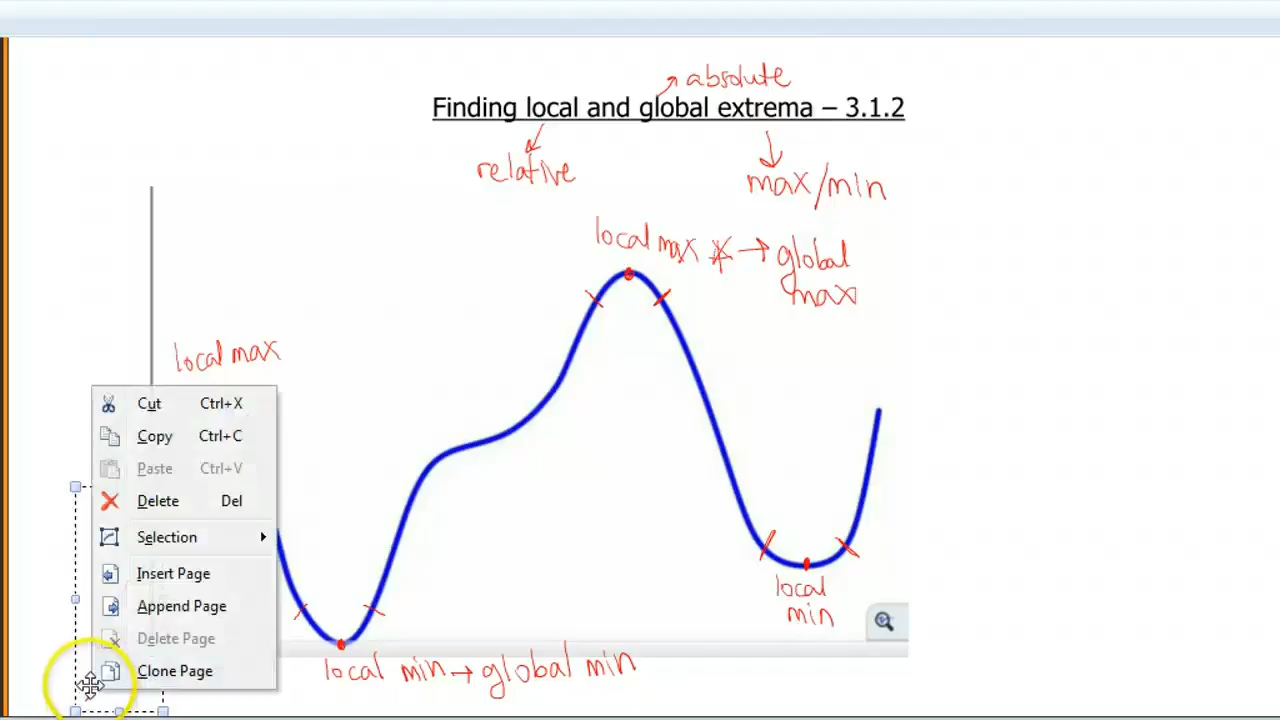 absolute
Finding local and global extrema – 3.1.2
relative
max/min
local max * → global
max
local max
Cut Ctrl+X
Copy Ctrl+C
Paste Ctrl+V
Delete Del
Selection
Insert Page
Append Page
Delete Page
Clone Page
local
min
local min → global min